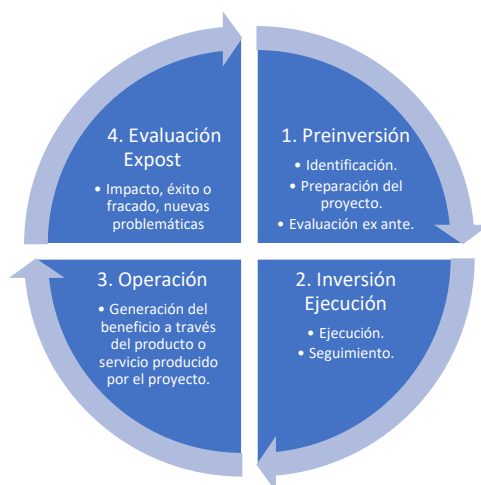 1. Preinversión
• Identificación.
• Preparación del
proyecto.
• Evaluación ex ante.
2. Inversión
Ejecución
• Ejecución.
• Seguimiento.
3. Operación
• Generación del
beneficio a través
del producto o
servicio producido
por el proyecto.
4. Evaluación
Expost
• Impacto, éxito o
fracado, nuevas
problemáticas